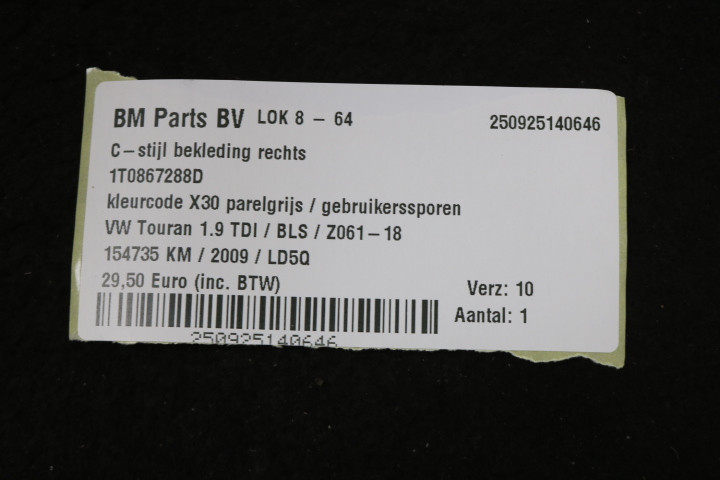 BM Parts BV LOK 8 – 64 250925140646
C–stijl bekleding rechts
1T0867288D
kleurcode X30 parelgrijs / gebruikerssporen
VW Touran 1.9 TDI / BLS / Z061–18
154735 KM / 2009 / LD5Q
29,50 Euro (inc. BTW) Verz: 10
Aantal: 1
250925140646